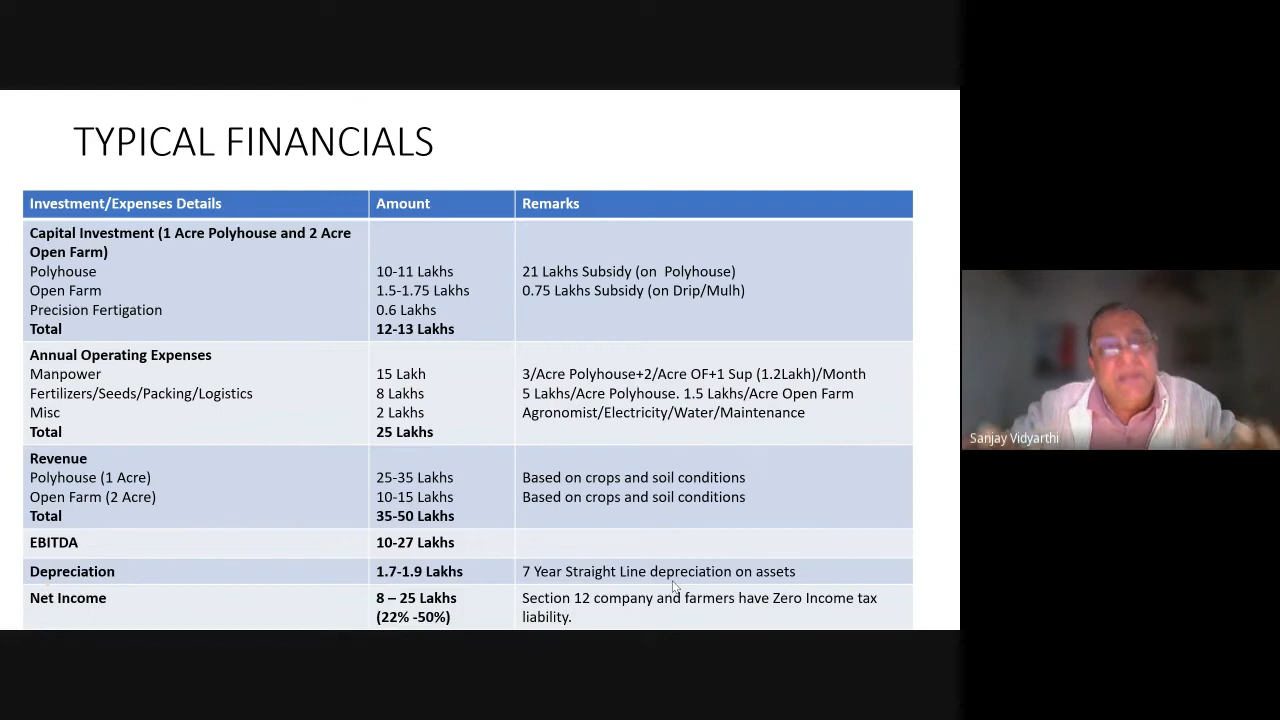 TYPICAL FINANCIALS
Investment/Expenses Details Amount Remarks
Capital Investment (1 Acre Polyhouse and 2 Acre
Open Farm)
Polyhouse 10-11 Lakhs 21 Lakhs Subsidy (on Polyhouse)
Open Farm 1.5-1.75 Lakhs 0.75 Lakhs Subsidy (on Drip/Mulh)
Precision Fertigation 0.6 Lakhs
Total 12-13 Lakhs
Annual Operating Expenses
Manpower 15 Lakh 3/Acre Polyhouse+2/Acre OF+1 Sup (1.2Lakh)/Month
Fertilizers/Seeds/Packing/Logistics 8 Lakhs 5 Lakhs/Acre Polyhouse. 1.5 Lakhs/Acre Open Farm
Misc 2 Lakhs Agronomist/Electricity/Water/Maintenance
Total 25 Lakhs
Revenue
Polyhouse (1 Acre) 25-35 Lakhs Based on crops and soil conditions
Open Farm (2 Acre) 10-15 Lakhs Based on crops and soil conditions
Total 35-50 Lakhs
EBITDA 10-27 Lakhs
Depreciation 1.7-1.9 Lakhs 7 Year Straight Line depreciation on assets
Net Income 8 – 25 Lakhs Section 12 company and farmers have Zero Income tax
(22% -50%) liability.
Sanjay Vidyarthi